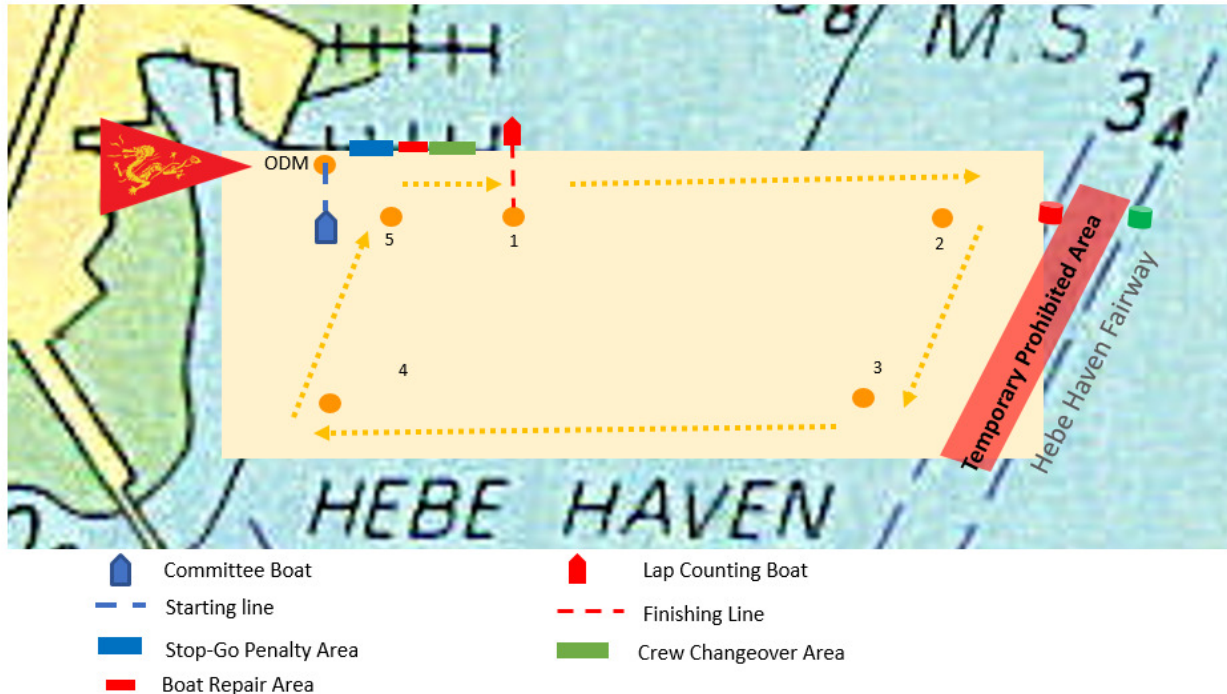 M.S
3
4
ODM
5
1
2
3
4
Temporary Prohibited Area
Hebe Haven Fairway
HEBE HAVEN
Committee Boat
Lap Counting Boat
Starting line
Finishing Line
Stop-Go Penalty Area
Crew Changeover Area
Boat Repair Area